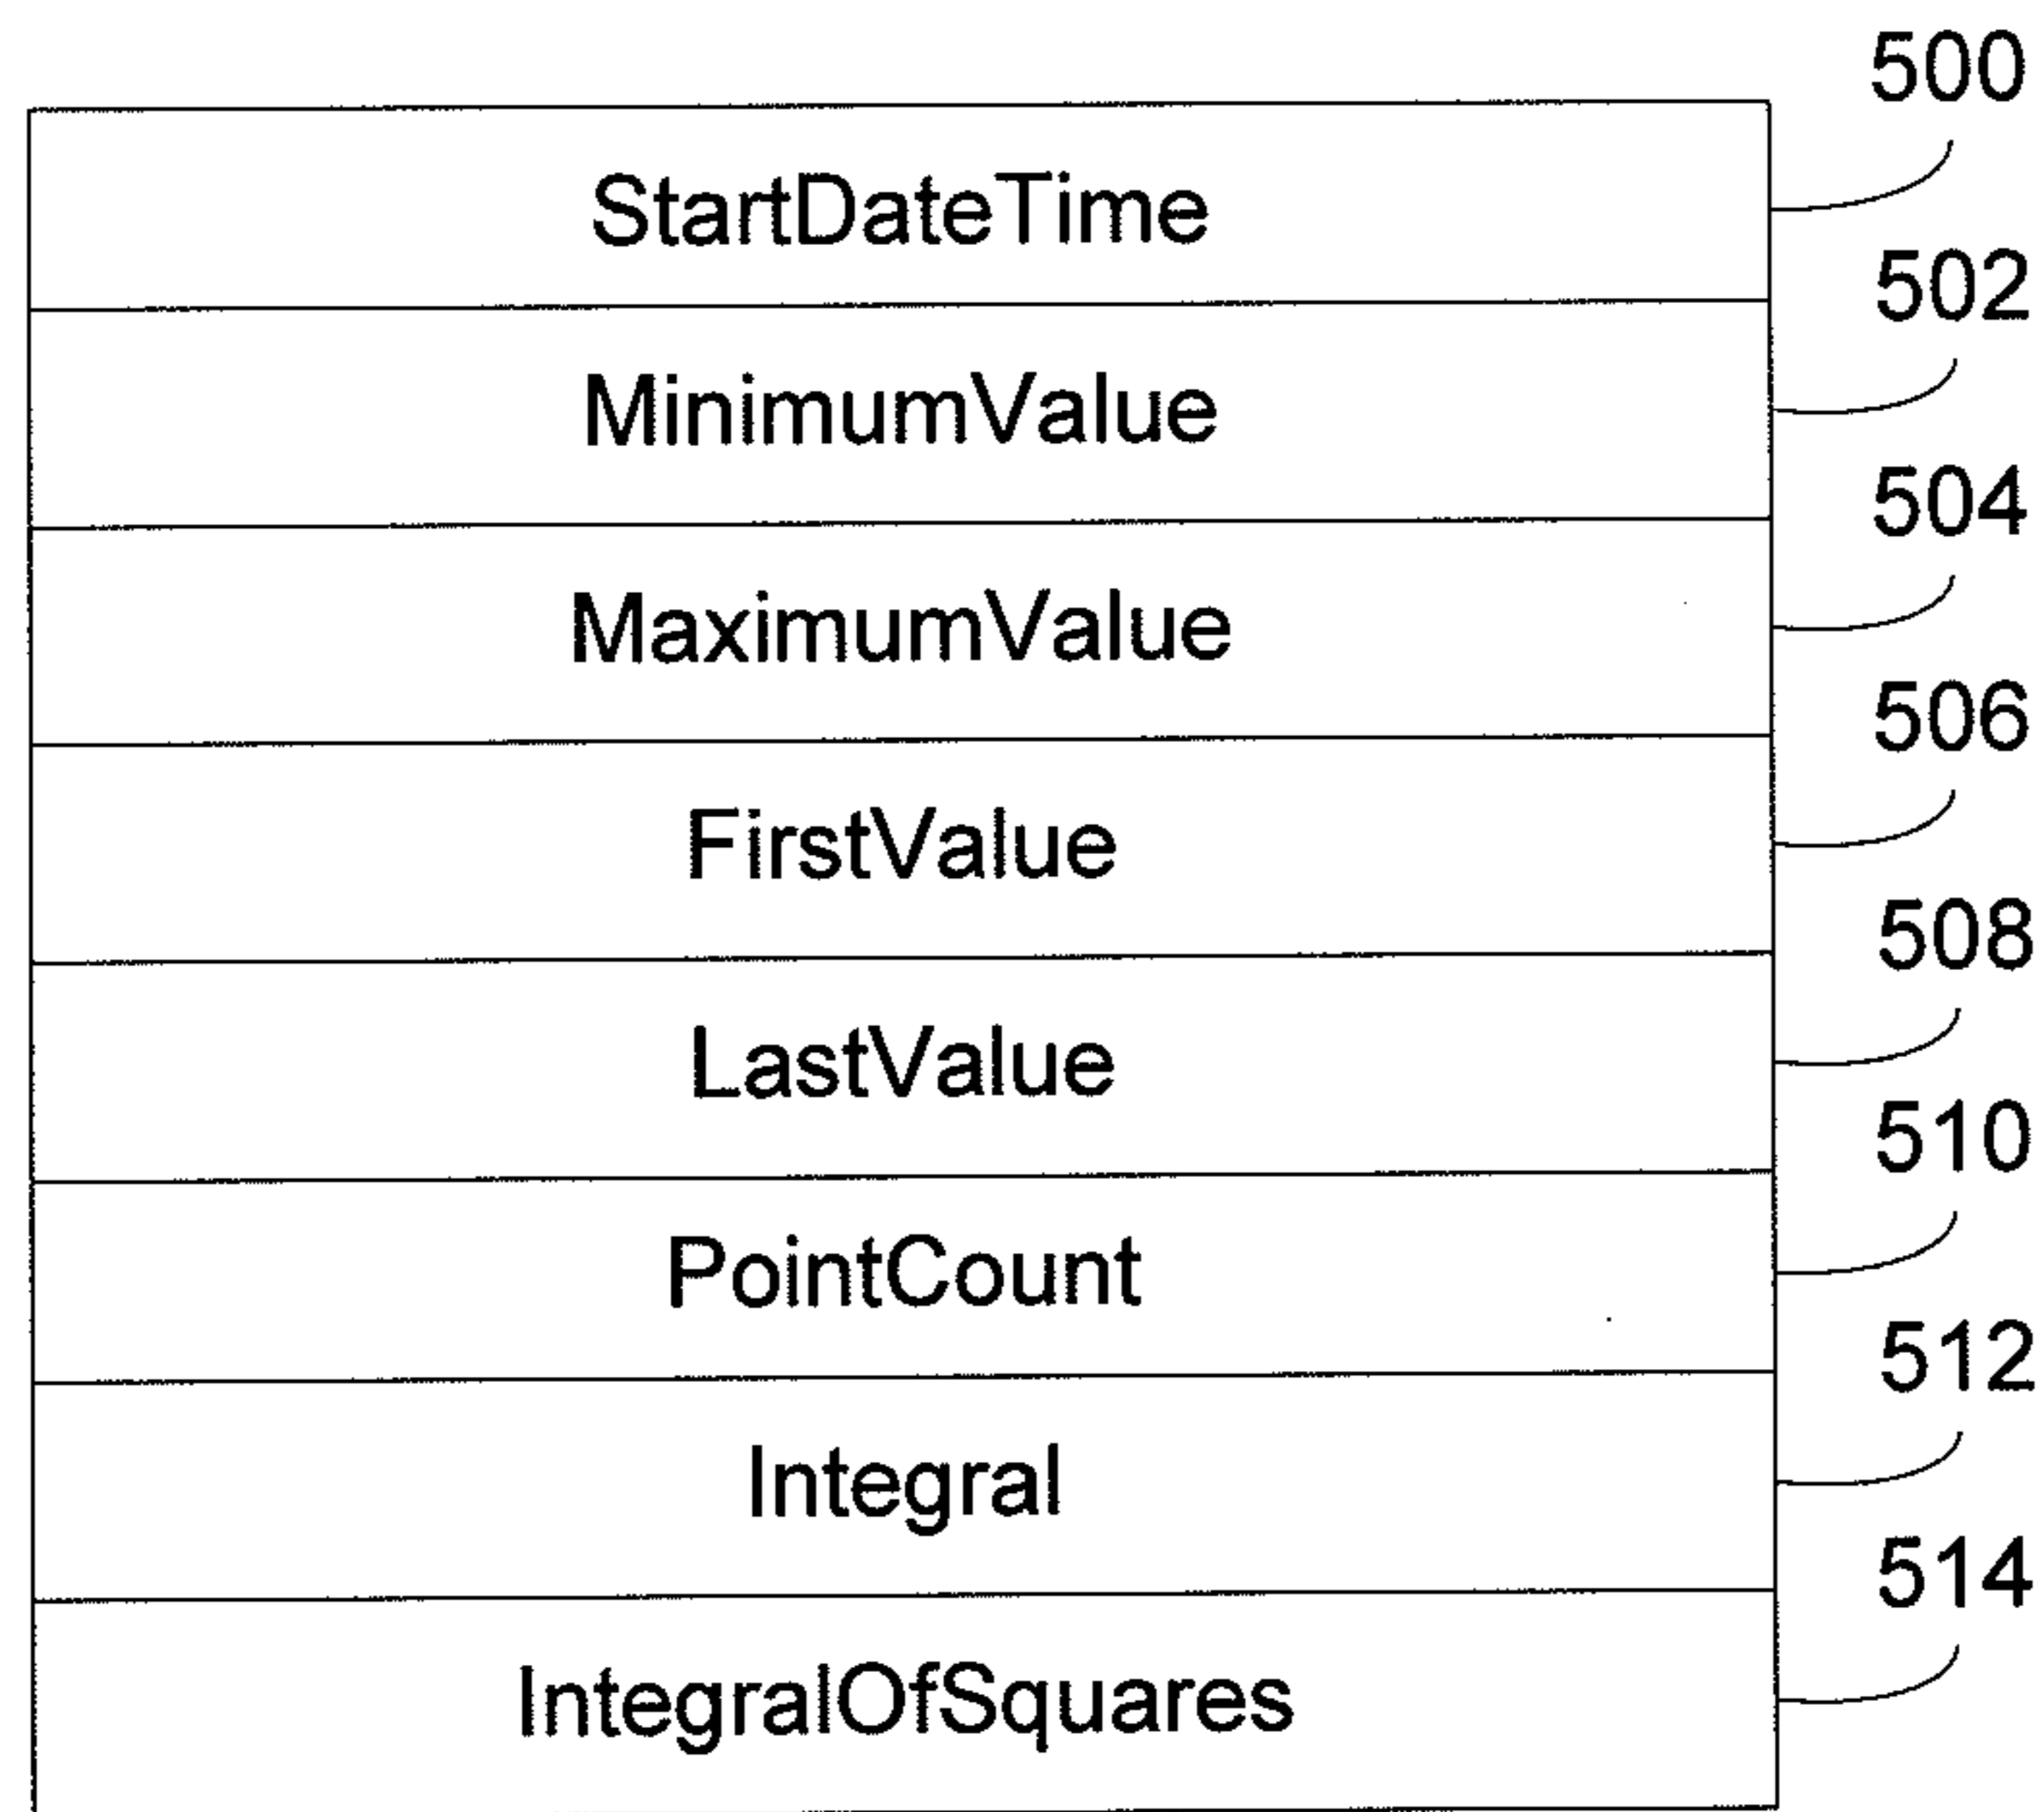 500
StartDateTime
502
MinimumValue
504
MaximumValue
506
FirstValue
508
LastValue
510
PointCount
512
Integral
514
IntegralOfSquares